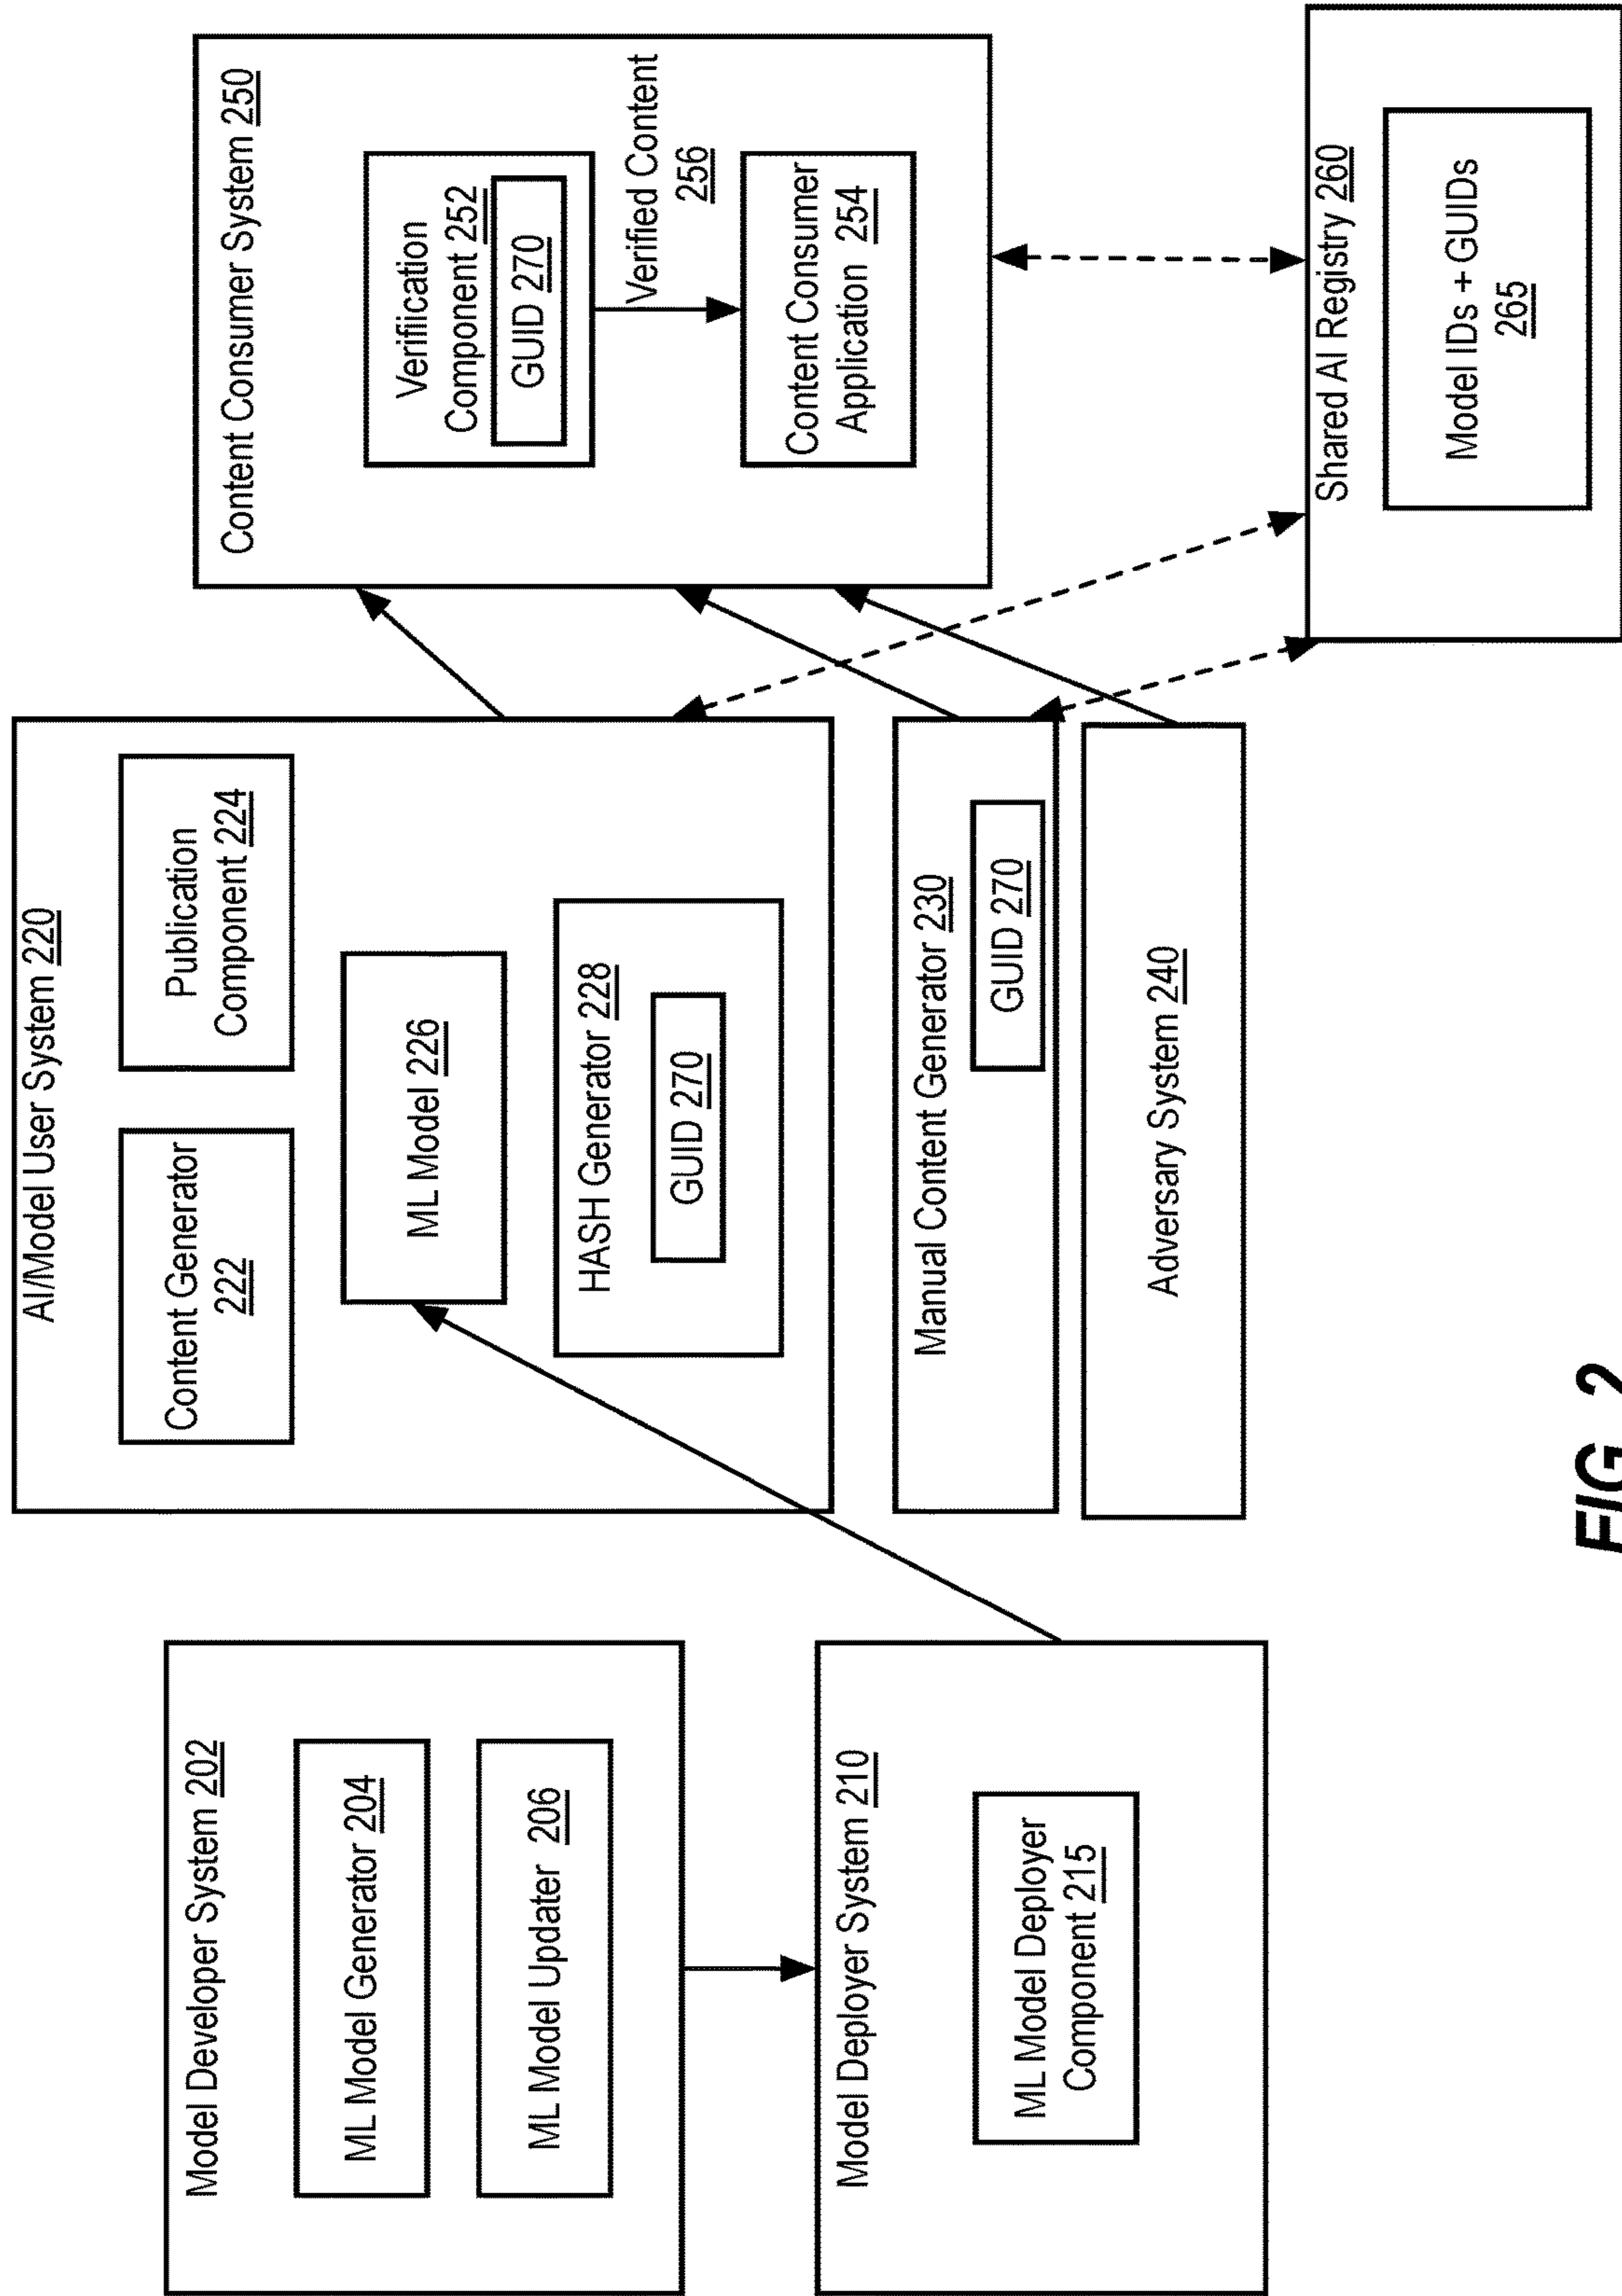 Model Developer System 202
ML Model Generator 204
ML Model Updater 206
Model Deployer System 210
ML Model Deployer
Component 215
AI/Model User System 220
Content Generator
222
Publication
Component 224
ML Model 226
HASH Generator 228
GUID 270
Manual Content Generator 230
GUID 270
Adversary System 240
Content Consumer System 250
Verifiication
Component 252
GUID 270
Verified Content
256
Content Consumer
Application 254
Shared AI Registry 260
Model IDs + GUIDs
265
FIG. 2